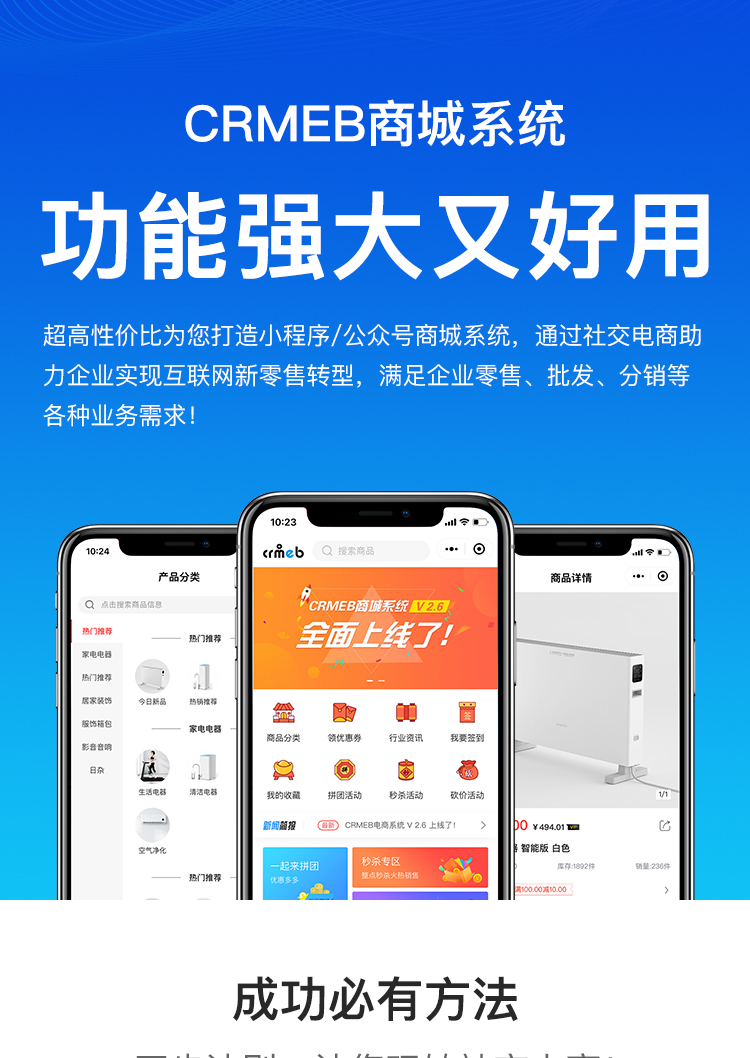 CRMEB商城系统
功能强大又好用
超高性价比为您打造小程序/公众号商城系统，通过社交电商助
力企业实现互联网新零售转型，满足企业零售、批发、分销等
各种业务需求！
10:24
产品分类
点击搜索商品信息
热门推荐
家电电器
热门推荐
居家装饰
服饰箱包
影音音响
日杂
热门推荐
今日新品
热销推荐
家电电器
生活电器
清洁电器
空气净化
热门推荐
10:23
crmeb
搜索商品
CRMEB商城系统 V 2.6
全面上线了!
商品分类
领优惠券
行业资讯
我要签到
我的收藏
拼团活动
秒杀活动
砍价活动
新闻简报
最新
CRMEB电商系统 V 2.6 上线了!
一起来拼团
优惠多多
秒杀专区
整点秒杀火热销售
商品详情
1/1
00 ¥494.01 VIP
智能版 白色
库存:1892件
销量:236件
满100.00减10.00
成功必有方法